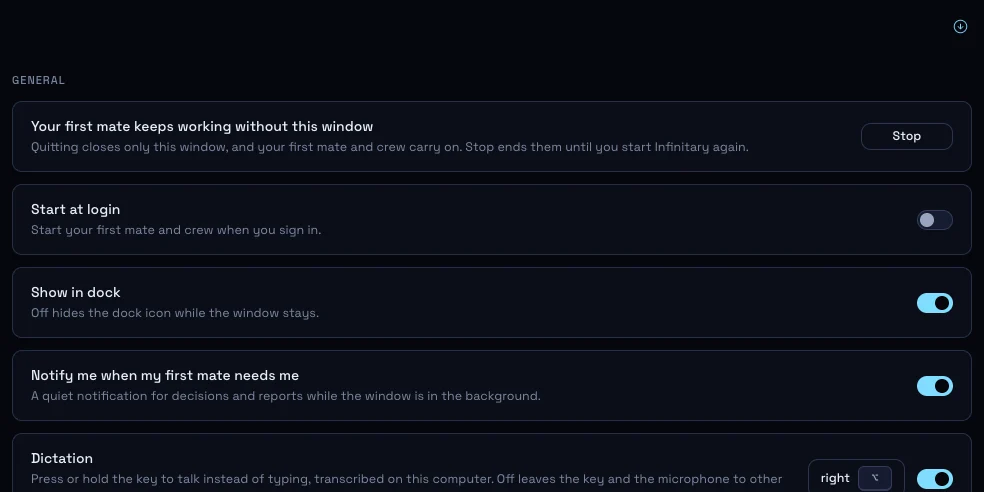 GENERAL
Your first mate keeps working without this window
Quitting closes only this window, and your first mate and crew carry on. Stop ends them until you start Infinitary again.
Stop
Start at login
Start your first mate and crew when you sign in.
Show in dock
Off hides the dock icon while the window stays.
Notify me when my first mate needs me
A quiet notification for decisions and reports while the window is in the background.
Dictation
Press or hold the key to talk instead of typing, transcribed on this computer. Off leaves the key and the microphone to other
right ⌥